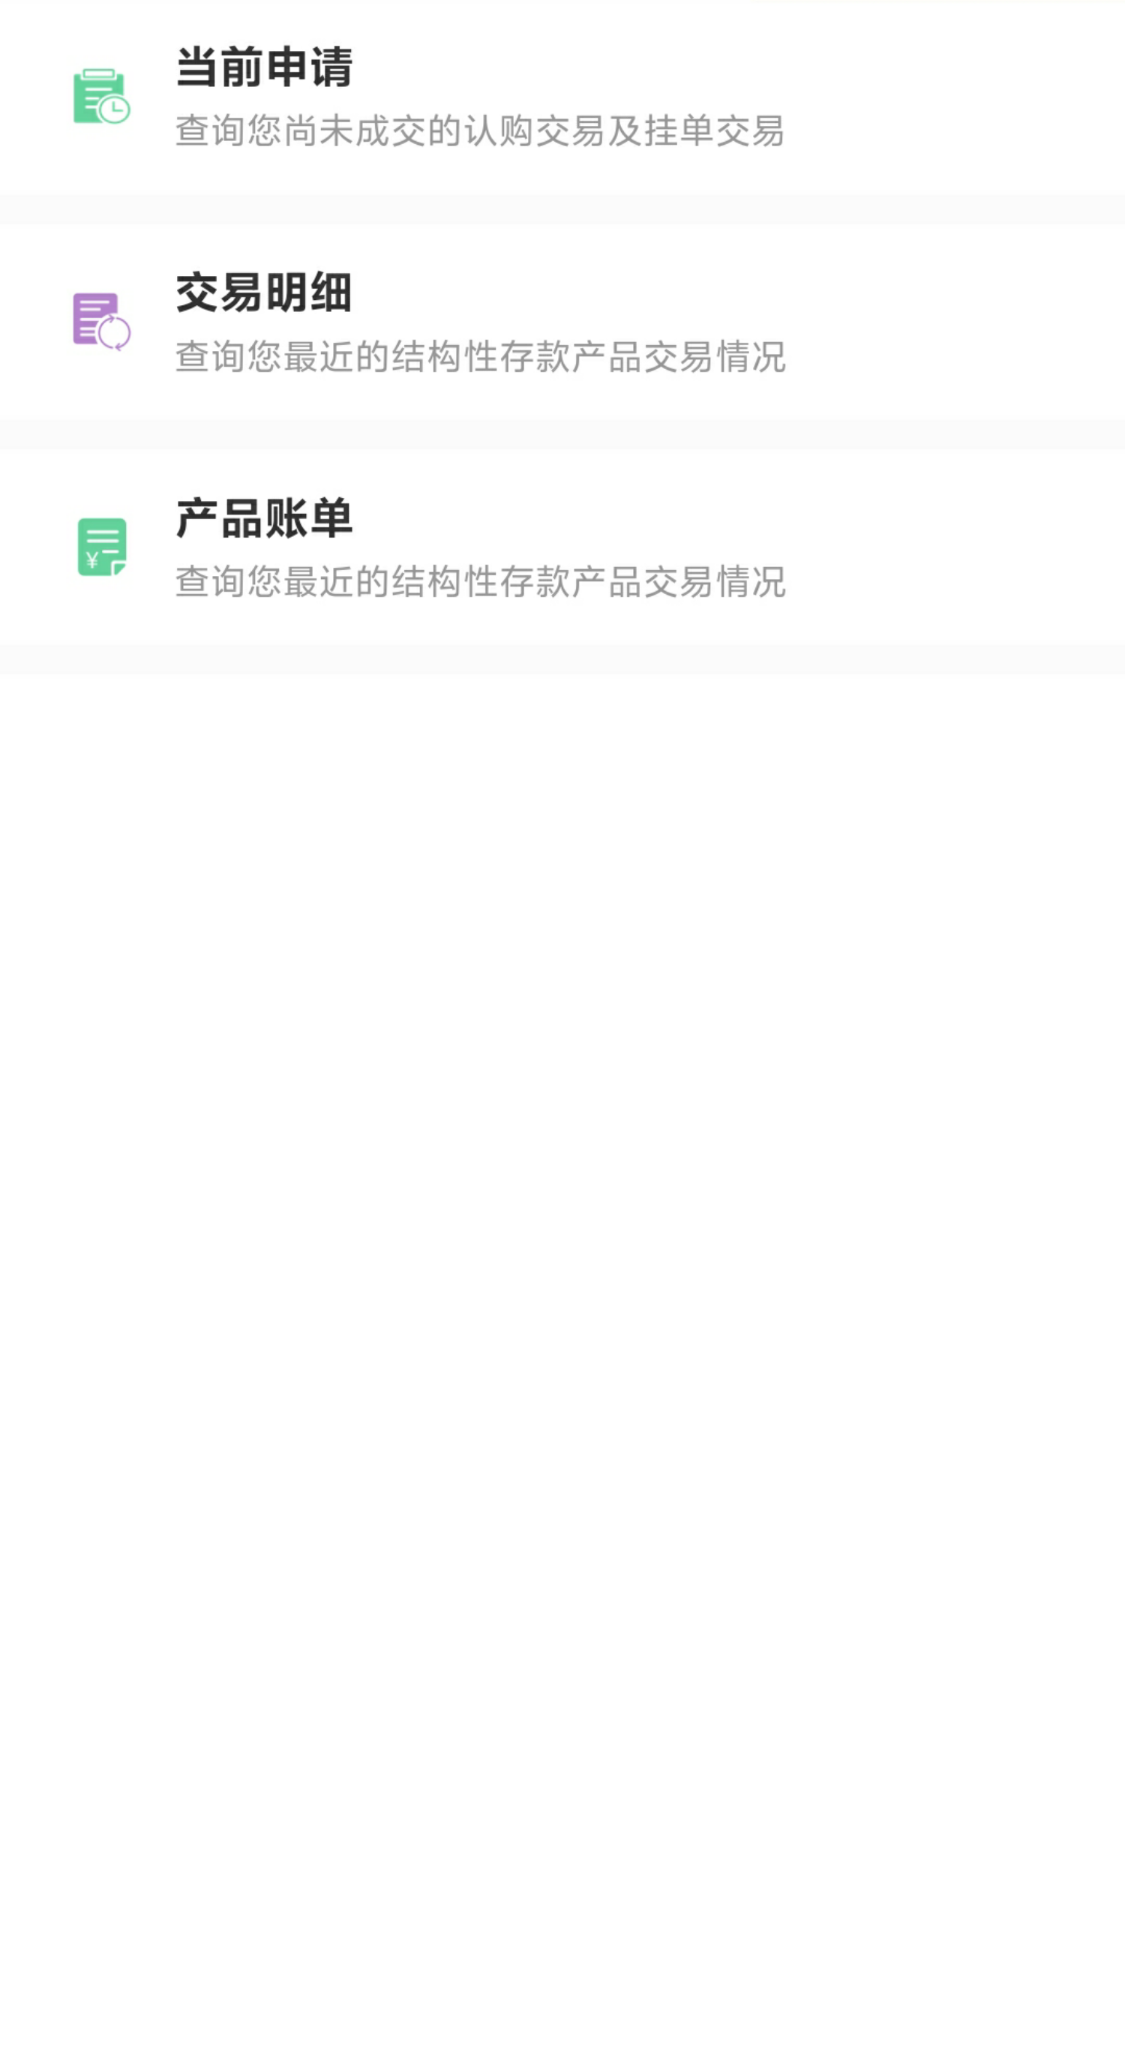 当前申请
查询您尚未成交的认购交易及挂单交易
交易明细
查询您最近的结构性存款产品交易情况
产品账单
¥
查询您最近的结构性存款产品交易情况